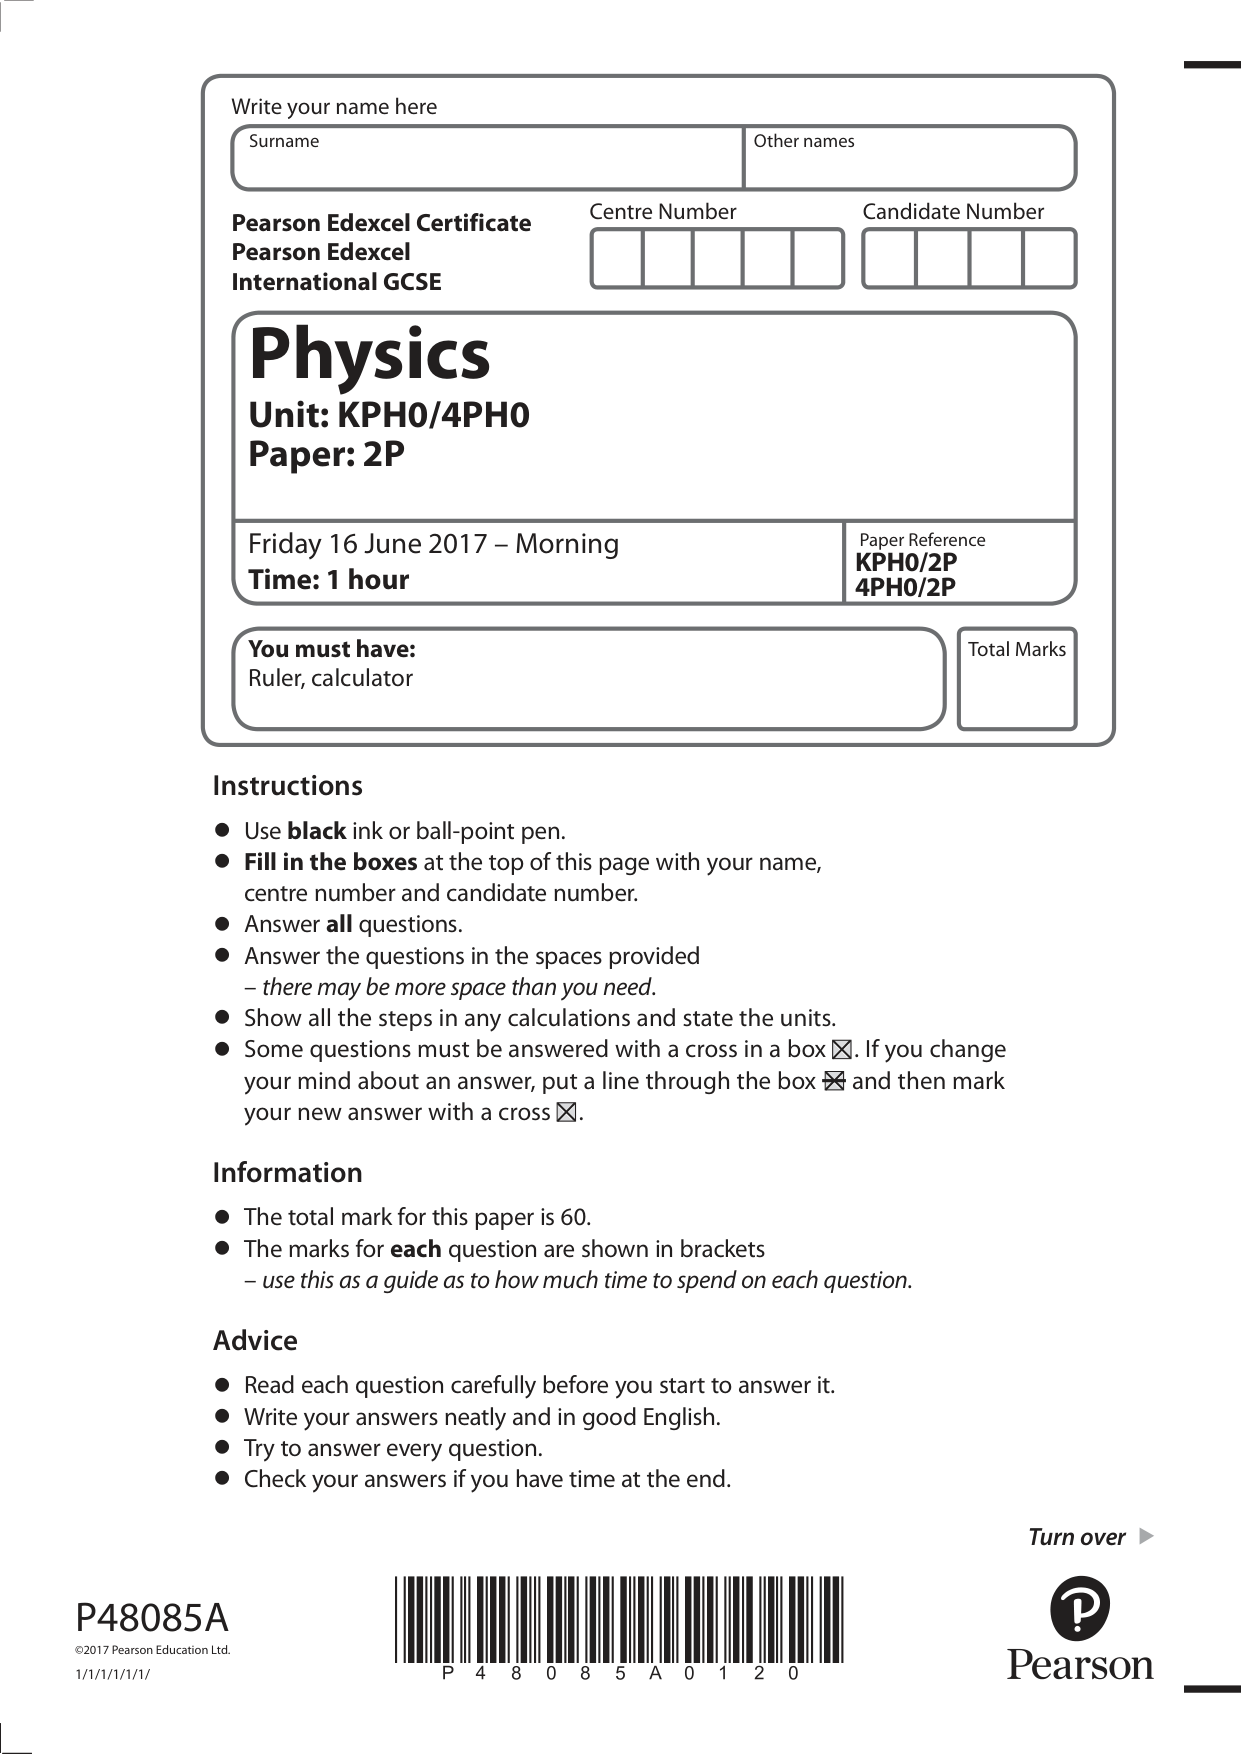 Write your name here
Surname
Other names
Pearson Edexcel Certificate
Pearson Edexcel
International GCSE
Centre Number
Candidate Number
Physics
Unit: KPH0/4PH0
Paper: 2P
Friday 16 June 2017 – Morning
Time: 1 hour
Paper Reference
KPH0/2P
4PH0/2P
You must have:
Ruler, calculator
Total Marks
Instructions
● Use black ink or ball-point pen.
● Fill in the boxes at the top of this page with your name,
centre number and candidate number.
● Answer all questions.
● Answer the questions in the spaces provided
– there may be more space than you need.
● Show all the steps in any calculations and state the units.
● Some questions must be answered with a cross in a box ☒. If you change
your mind about an answer, put a line through the box ☒ and then mark
your new answer with a cross ☒.
Information
● The total mark for this paper is 60.
● The marks for each question are shown in brackets
– use this as a guide as to how much time to spend on each question.
Advice
● Read each question carefully before you start to answer it.
● Write your answers neatly and in good English.
● Try to answer every question.
● Check your answers if you have time at the end.
Turn over
P48085A
©2017 Pearson Education Ltd.
1/1/1/1/1/1/
P48085A0120
Pearson